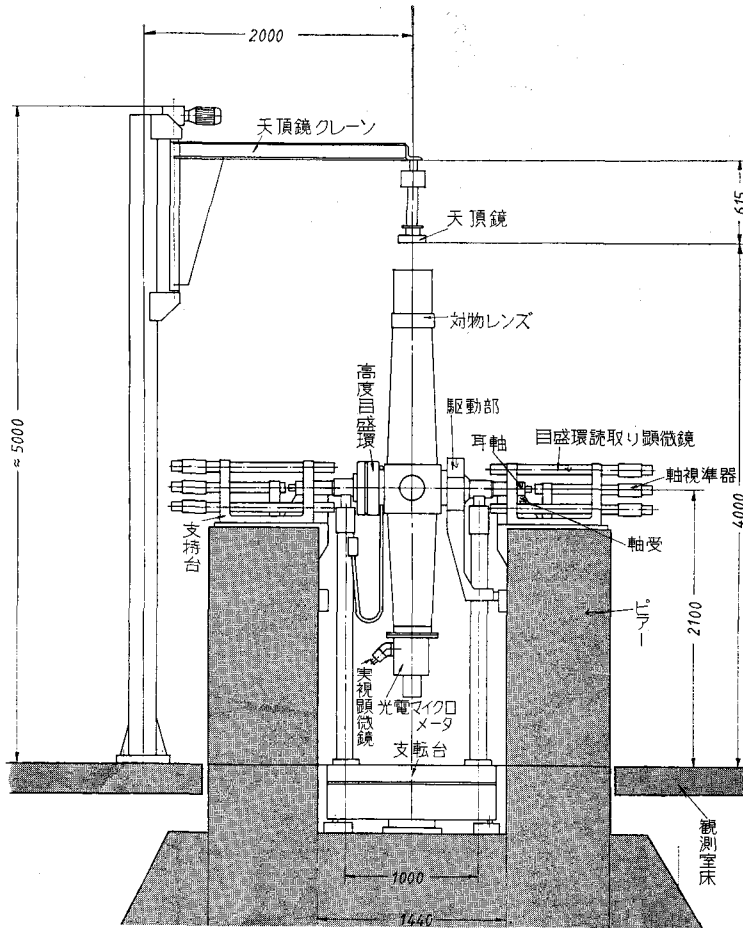 2000
天頂鏡クレーン
天頂鏡
615
対物レンズ
高度目盛環
駆動部
耳軸
目盛環読取り顕微鏡
軸視準器
≈5000
4000
支持台
軸受
ピアー
2100
実視顕微鏡
光電マイクロ
メータ
支転台
観測室床
1000
1440